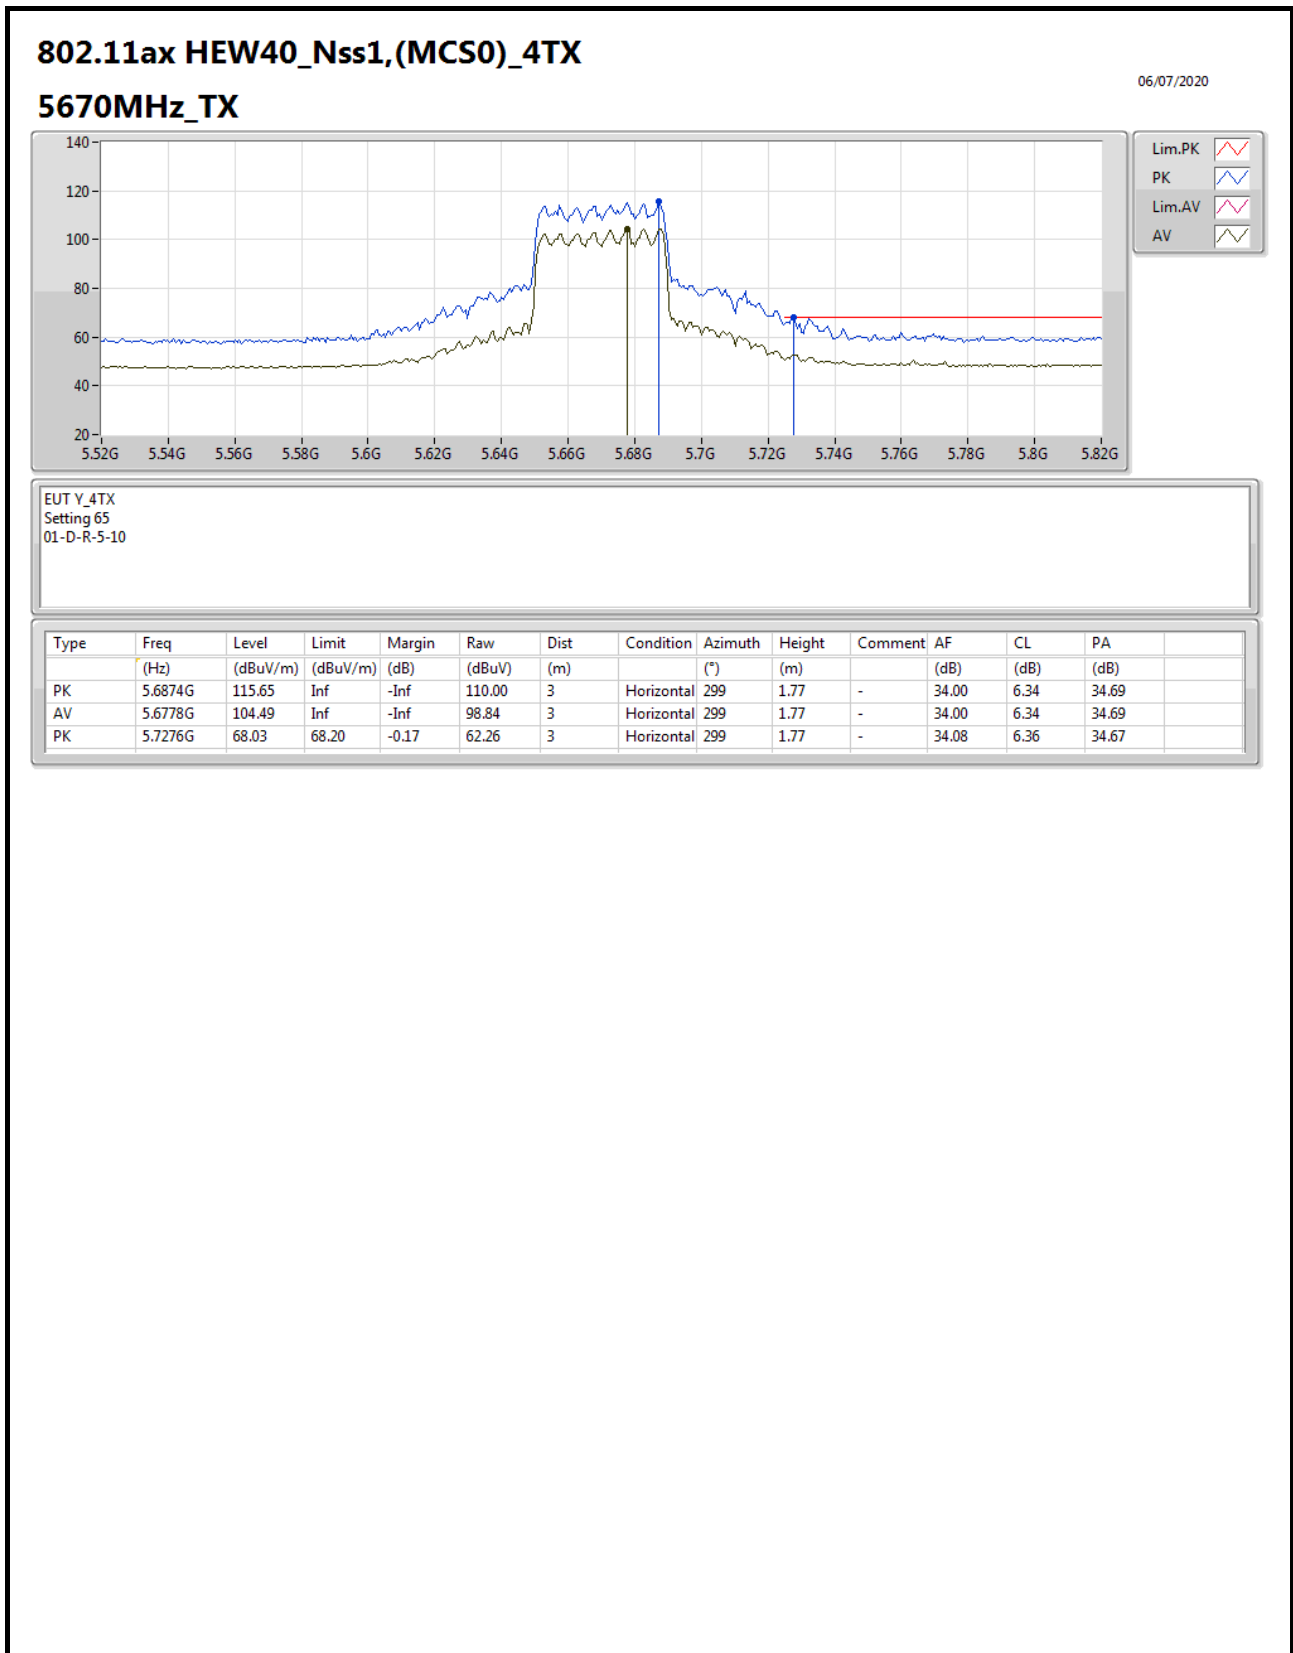 802.11ax HEW40_Nss1,(MCS0)_4TX
06/07/2020
5670MHz_TX
140
120
100
80
60
40
20
5.52G 5.54G 5.56G 5.58G 5.6G 5.62G 5.64G 5.66G 5.68G 5.7G 5.72G 5.74G 5.76G 5.78G 5.8G 5.82G
Lim.PK
PK
Lim.AV
AV
EUT Y_4TX
Setting 65
01-D-R-5-10
Type Freq Level Limit Margin Raw Dist Condition Azimuth Height Comment AF CL PA
(Hz) (dBuV/m) (dBuV/m) (dB) (dBuV) (m) (°) (m) (dB) (dB) (dB)
PK 5.6874G 115.65 Inf -Inf 110.00 3 Horizontal 299 1.77 - 34.00 6.34 34.69
AV 5.6778G 104.49 Inf -Inf 98.84 3 Horizontal 299 1.77 - 34.00 6.34 34.69
PK 5.7276G 68.03 68.20 -0.17 62.26 3 Horizontal 299 1.77 - 34.08 6.36 34.67